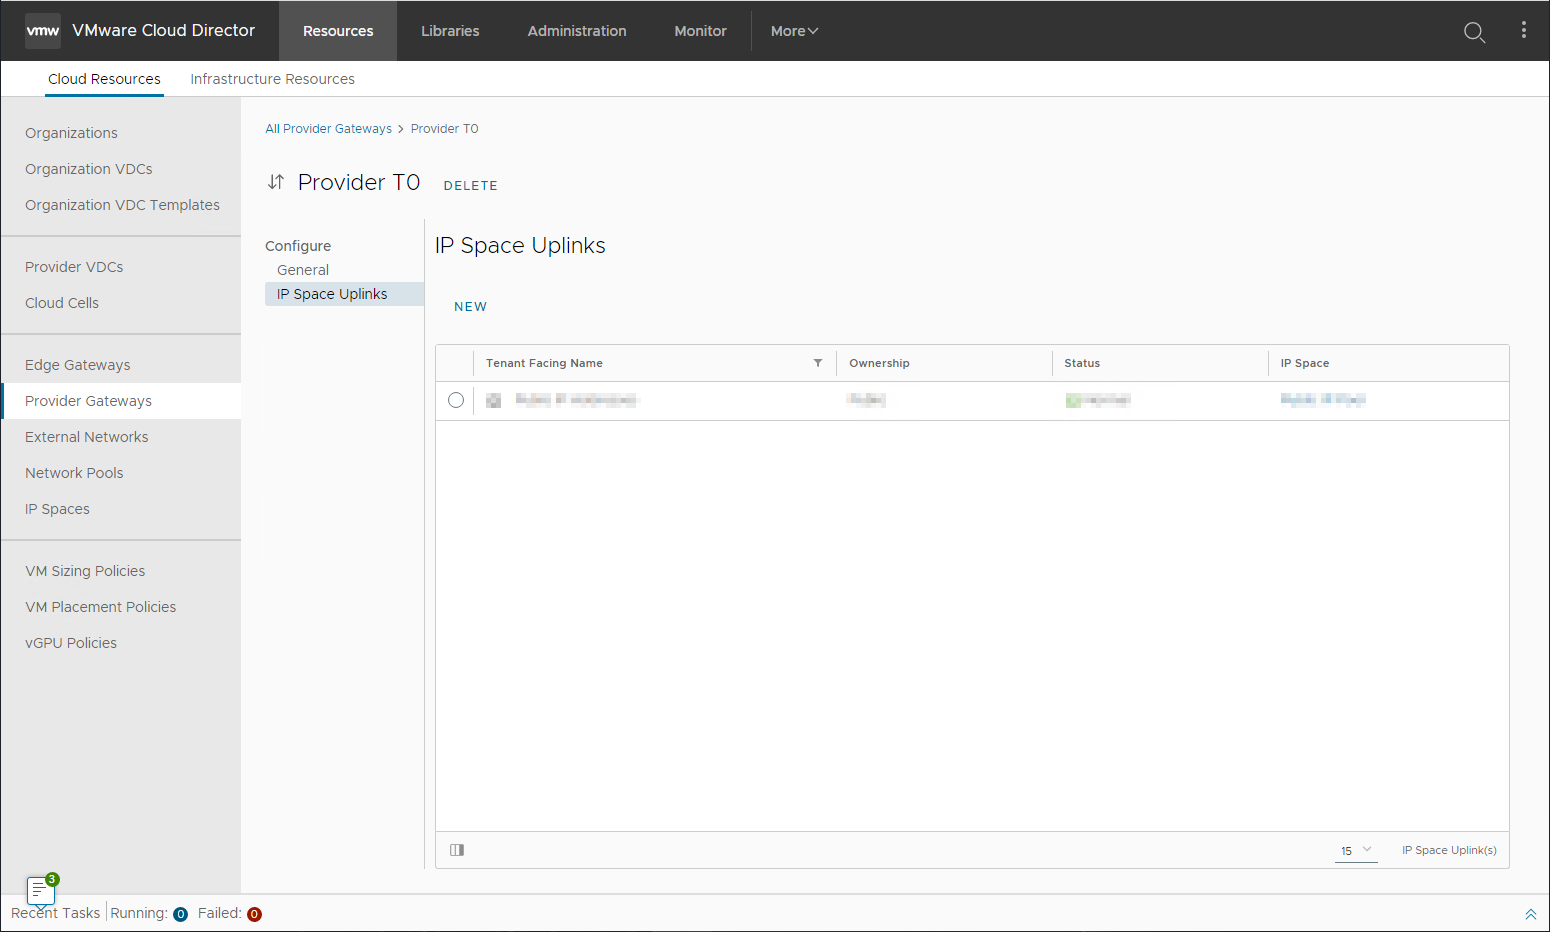 vmw VMware Cloud Director Resources Libraries Administration Monitor More
Cloud Resources Infrastructure Resources
Organizations
Organization VDCs
Organization VDC Templates
Provider VDCs
Cloud Cells
Edge Gateways
Provider Gateways
External Networks
Network Pools
IP Spaces
VM Sizing Policies
VM Placement Policies
vGPU Policies
All Provider Gateways > Provider T0
Provider T0 DELETE
Configure
General
IP Space Uplinks
IP Space Uplinks
NEW
Tenant Facing Name Ownership Status IP Space
15 IP Space Uplink(s)
3
Recent Tasks Running: 0 Failed: 0